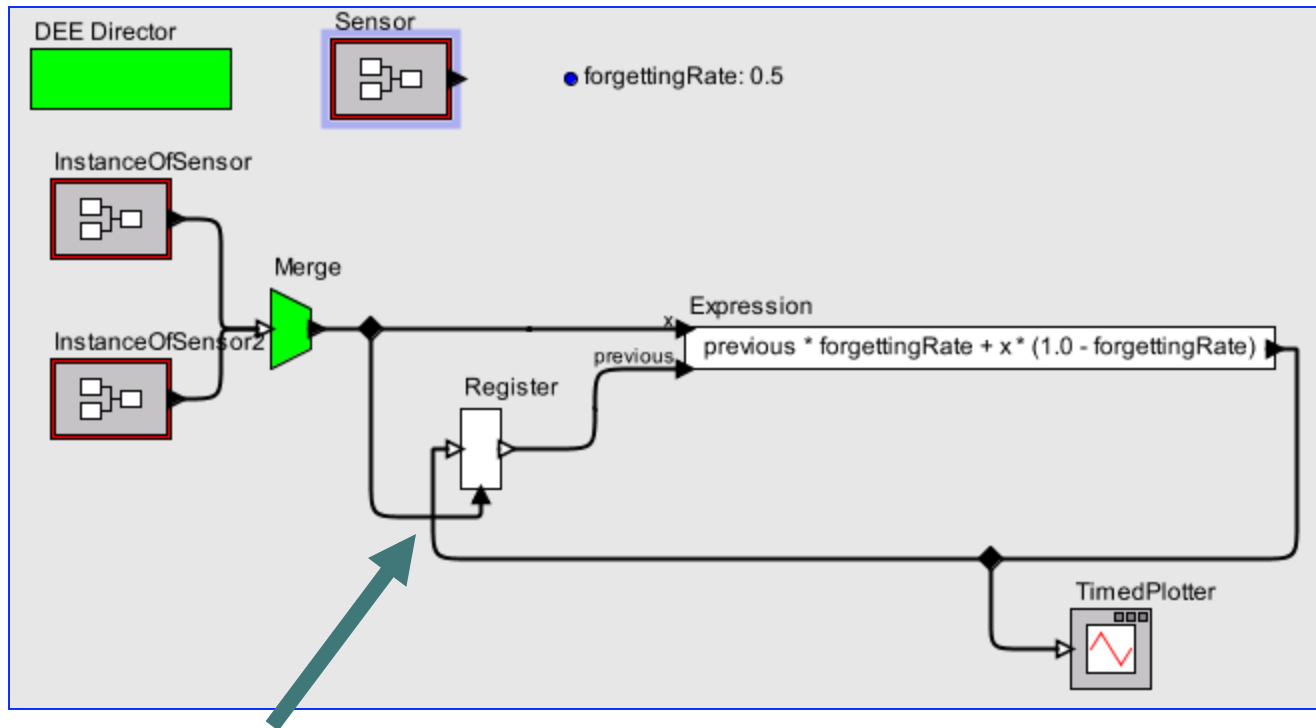 DEE Director
Sensor
forgettingRate: 0.5
InstanceOfSensor
Merge
InstanceOfSensor2
Expression
x
previous * forgettingRate + x * (1.0 - forgettingRate)
previous
Register
TimedPlotter